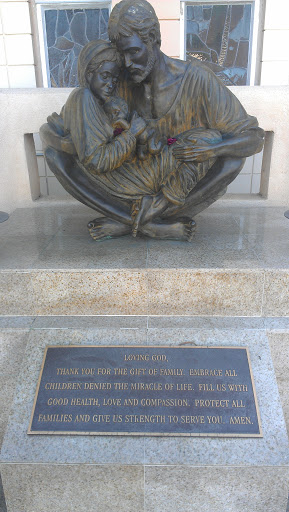 LOVING GOD,
THANK YOU FOR THE GIFT OF FAMILY. EMBRACE ALL
CHILDREN DENIED THE MIRACLE OF LIFE. FILL US WITH
GOOD HEALTH, LOVE AND COMPASSION. PROTECT ALL
FAMILIES AND GIVE US STRENGTH TO SERVE YOU. AMEN.